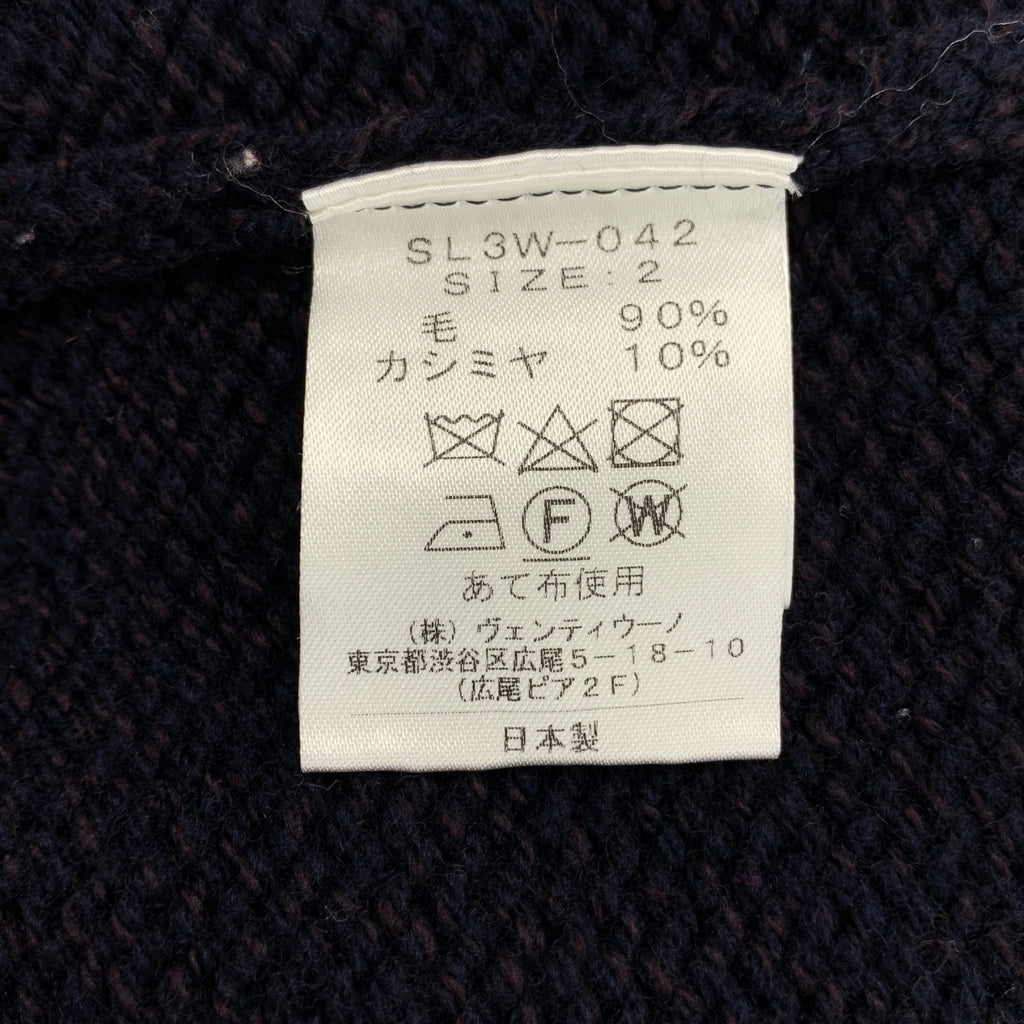 SL3W-042
SIZE:2
毛 90%
カシミヤ 10%
F W
あて布使用
(株) ヴェンティウーノ
東京都渋谷区広尾5-18-10
(広尾ピア2F)
日本製